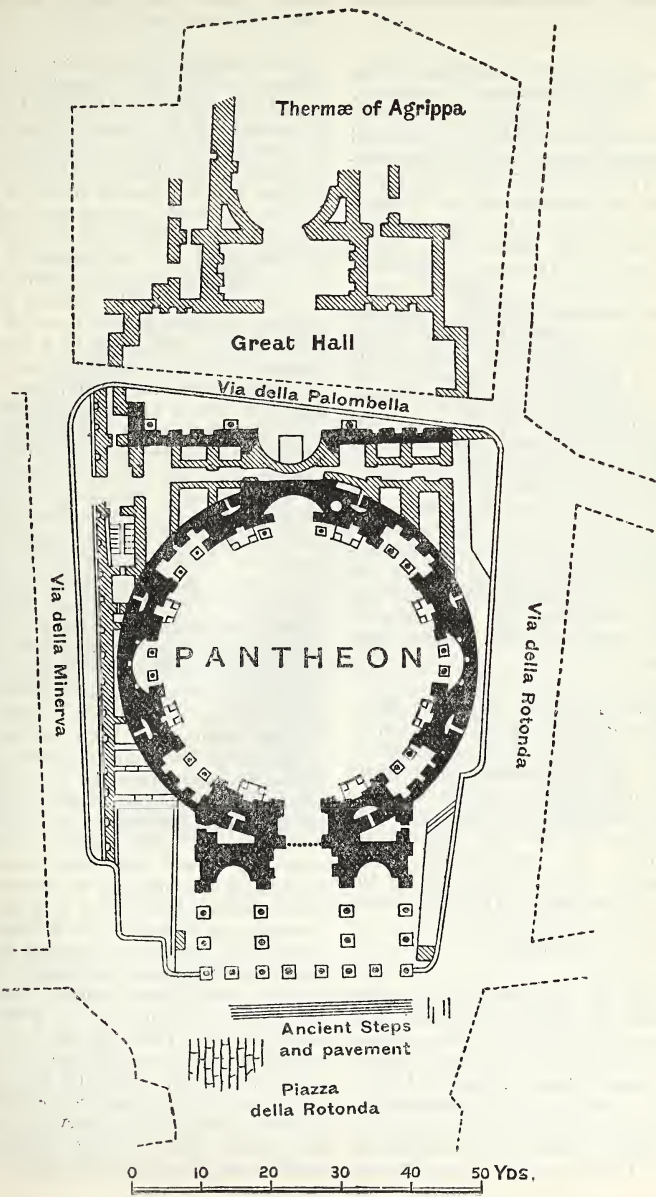 Thermæ of Agrippa
Great Hall
Via della Palombella
Via della Minerva
PANTHEON
Via della Rotonda
Ancient Steps
and pavement
Piazza
della Rotonda
0 10 20 30 40 50 YDS.